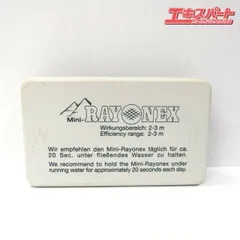 テキスパート
Mini-RAYONEX
Wirkungsbereich: 2-3 m
Efficiency range: 2-3 m
Wir empfehlen den Mini-Rayonex täglich für
ca. 20 Sec. unter fließendes Wasser zu halten.
We recommend to hold the Mini-Rayonex under
running water for approximately 20 seconds each day.